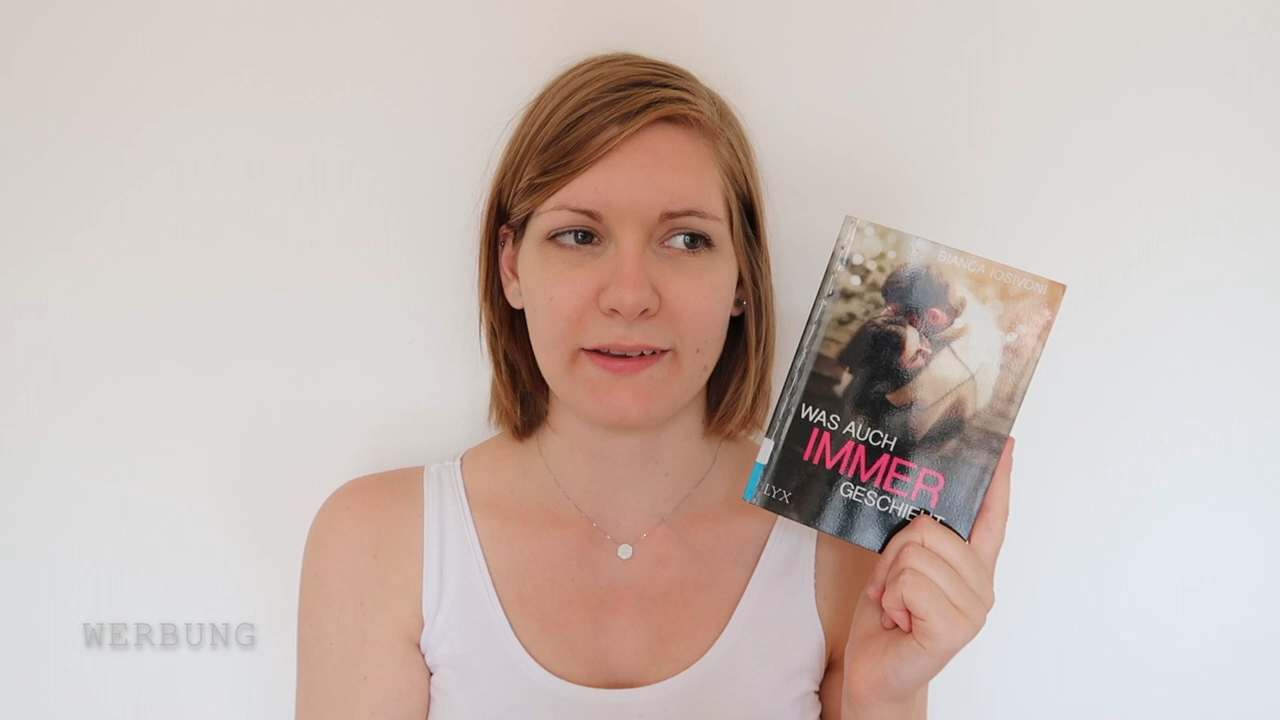 BIANCA IOSIVONI
WAS AUCH
IMMER
GESCHIEHT
LYX
WERBUNG